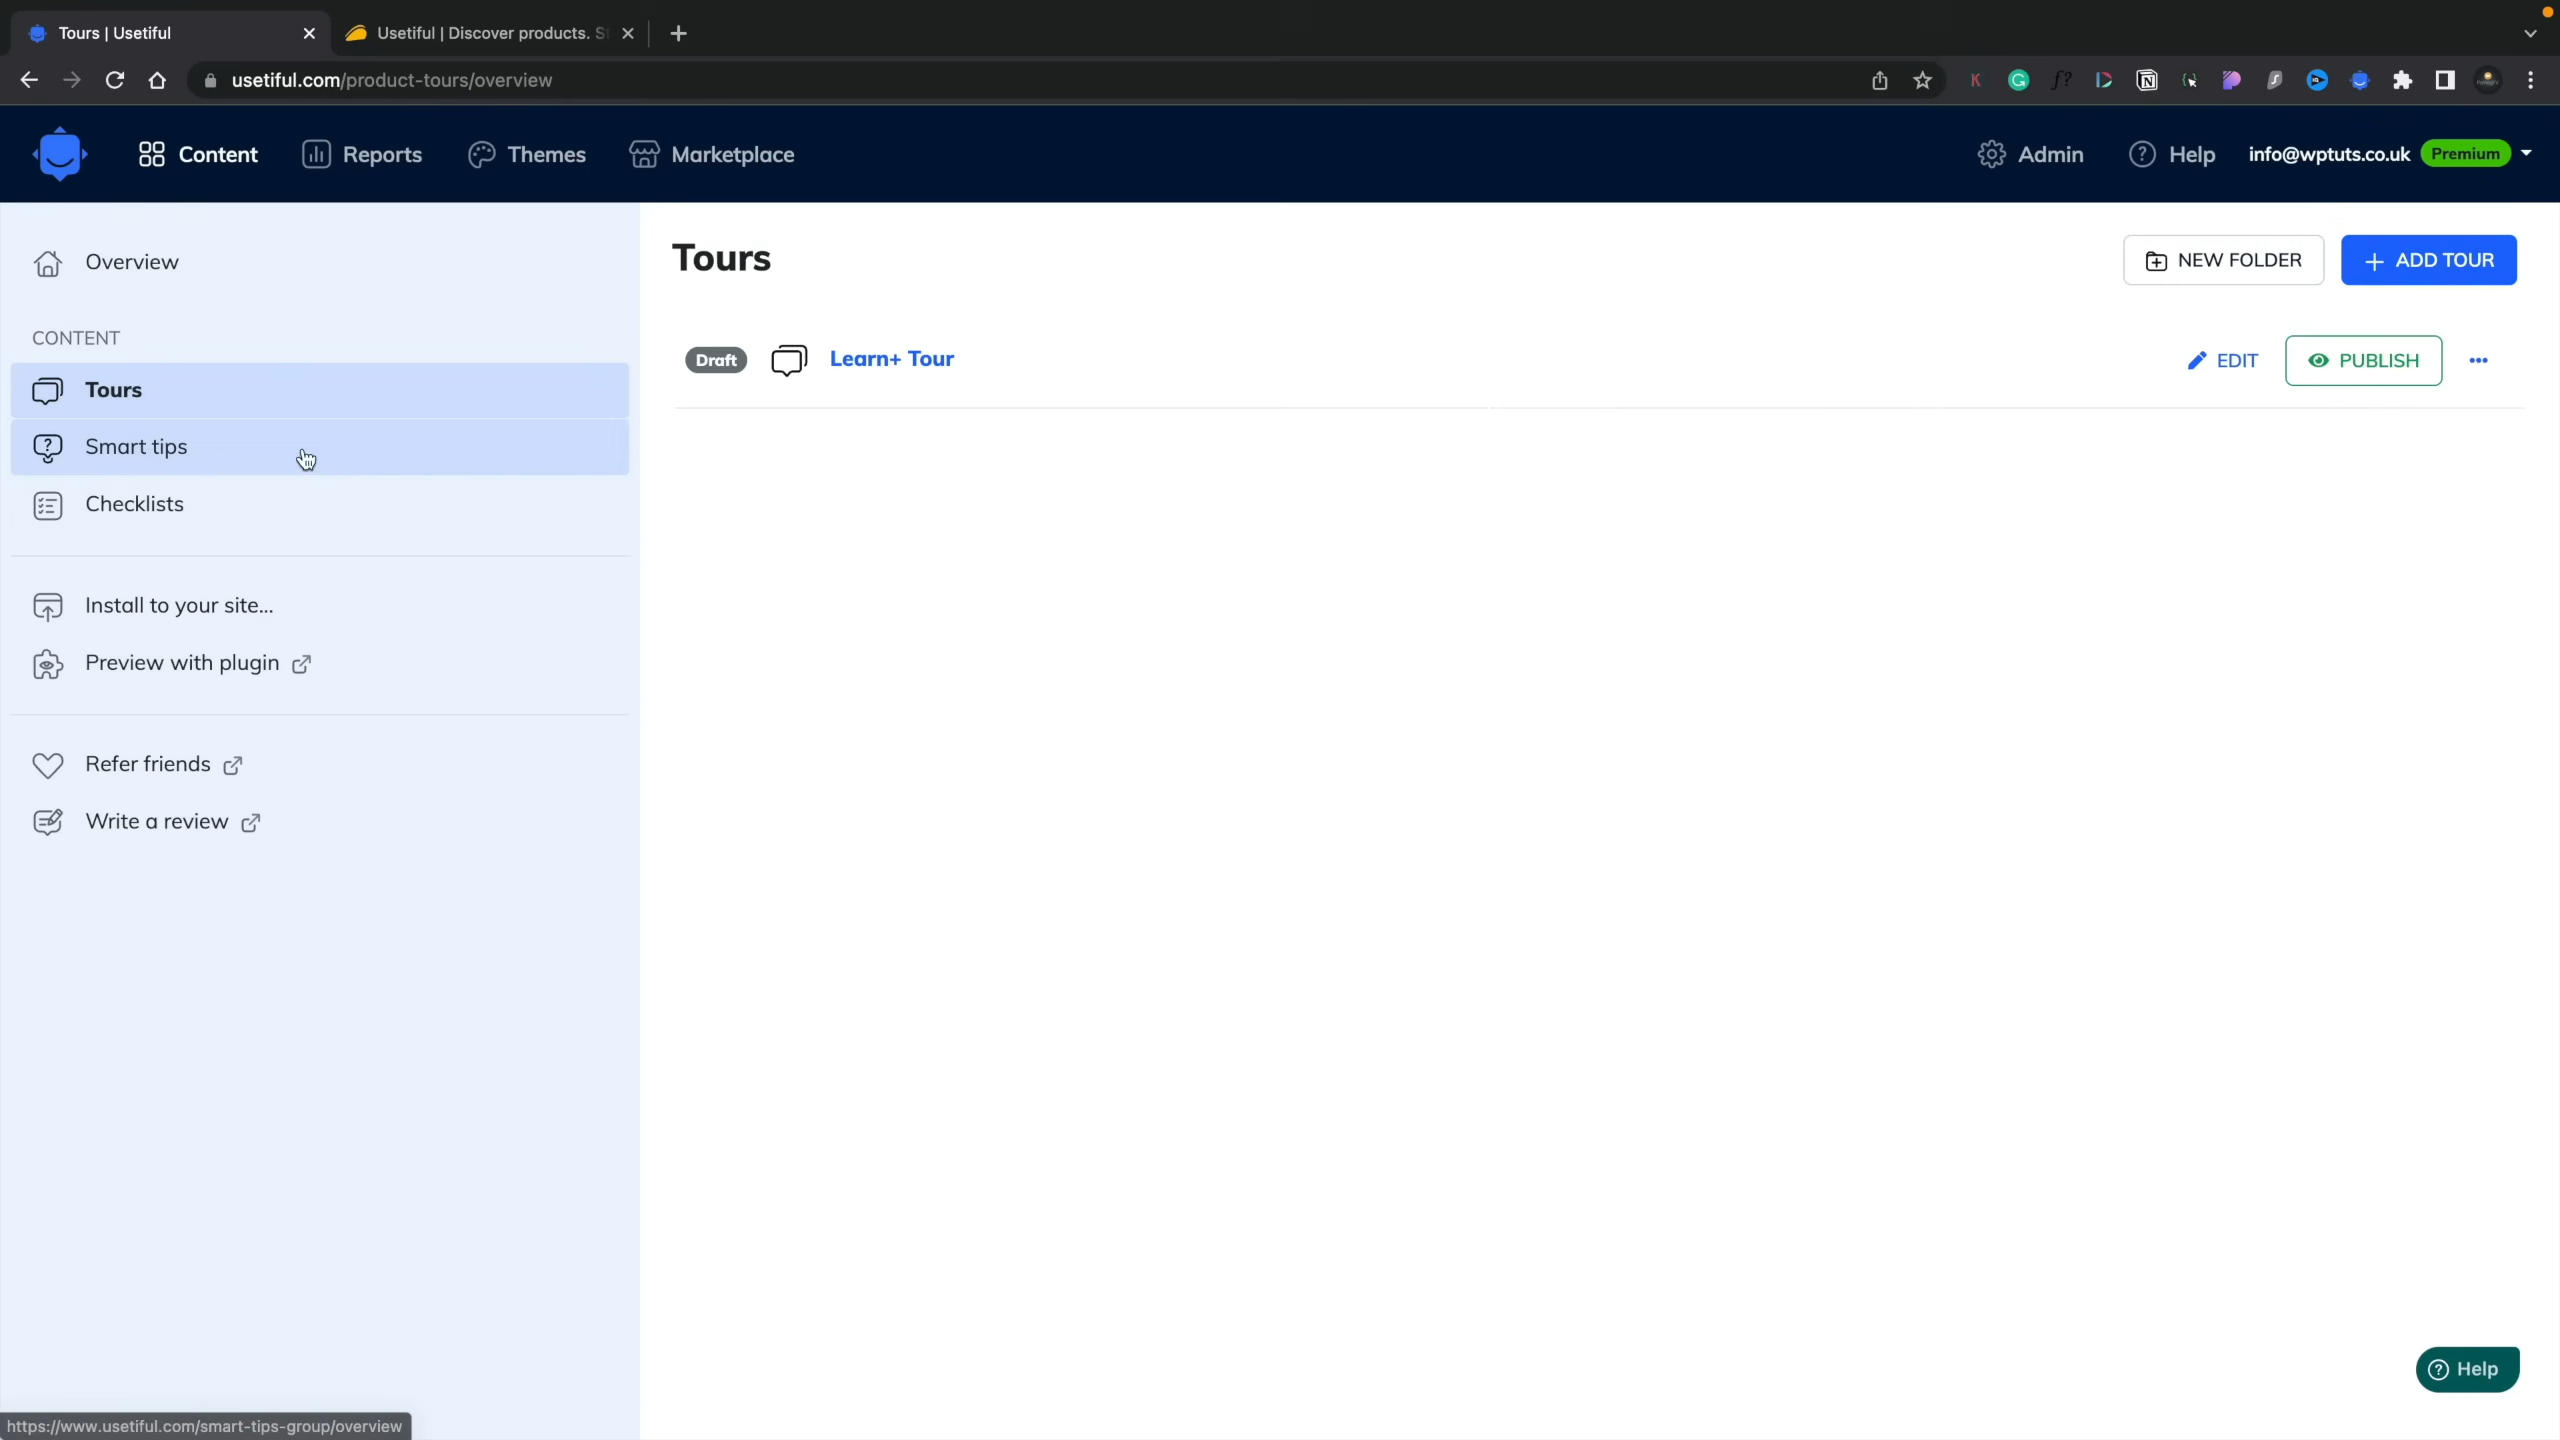 Tours | Usetiful
Usetiful | Discover products. S
usetiful.com/product-tours/overview
Content
Reports
Themes
Marketplace
Admin
Help
info@wptuts.co.uk
Premium
Overview
CONTENT
Tours
Smart tips
Checklists
Install to your site...
Preview with plugin
Refer friends
Write a review
Tours
NEW FOLDER
ADD TOUR
Draft
Learn+ Tour
EDIT
PUBLISH
Help
https://www.usetiful.com/smart-tips-group/overview